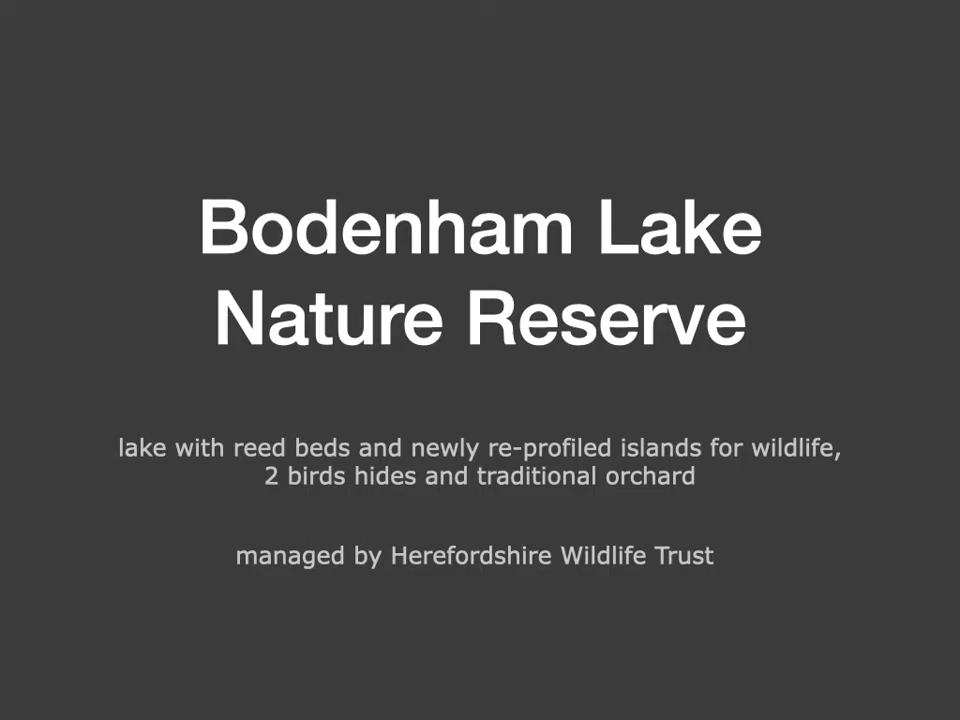 Bodenham Lake
Nature Reserve
lake with reed beds and newly re-profiled islands for wildlife,
2 birds hides and traditional orchard
managed by Herefordshire Wildlife Trust